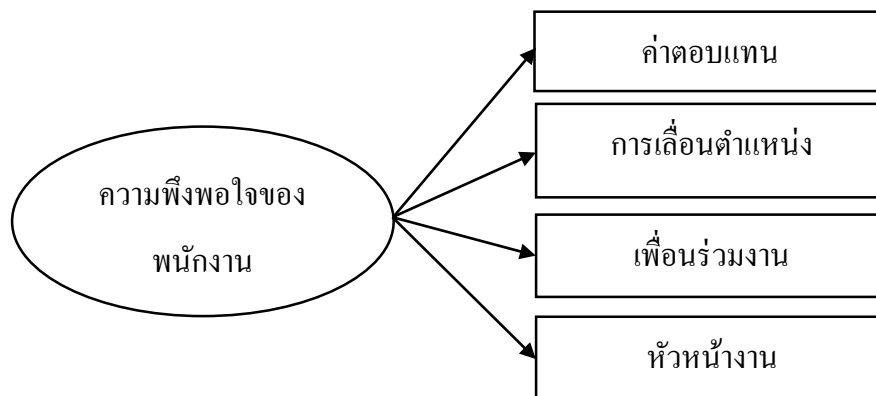 ค่าตอบแทน
การเลื่อนตำแหน่ง
ความพึงพอใจของ
พนักงาน
เพื่อนร่วมงาน
หัวหน้างาน